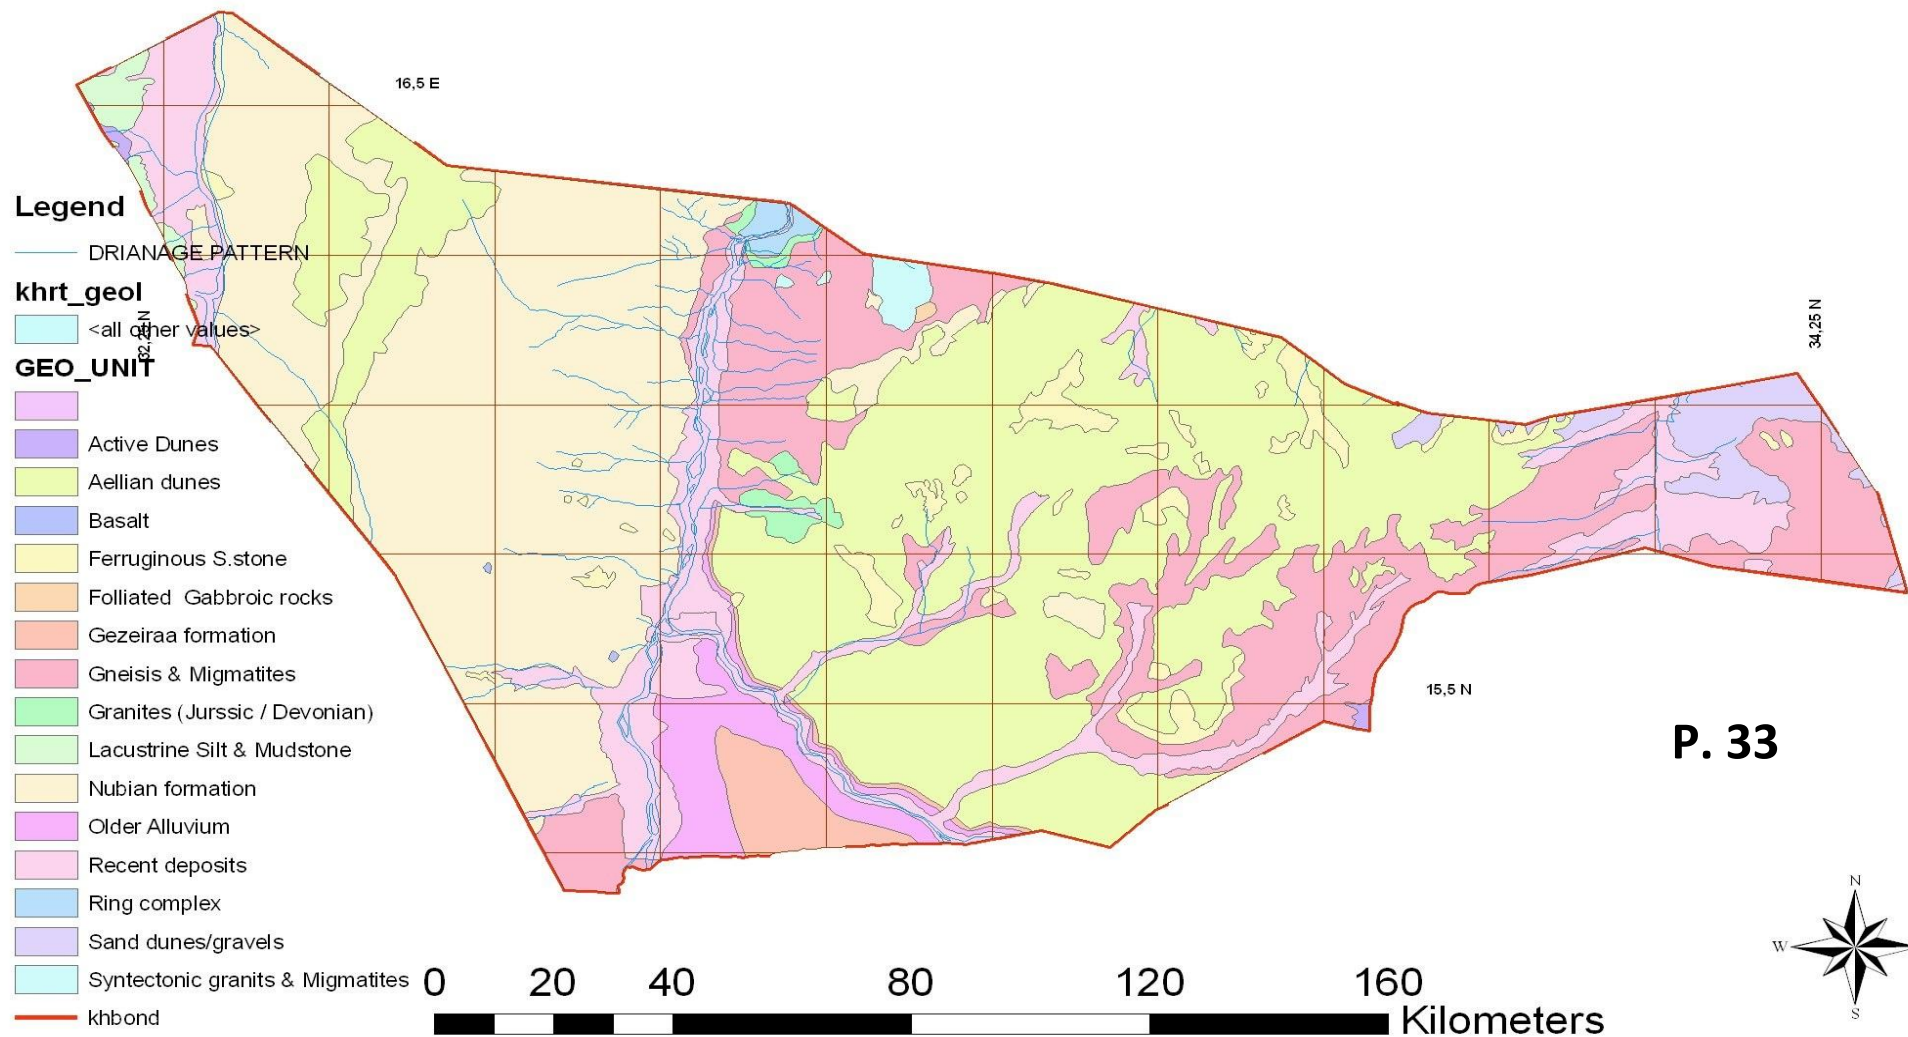 16,5 E
Legend
DRIANAGE PATTERN
khrt_geol
<all other values>
32,25 N
34,25 N
GEO_UNIT
Active Dunes
Aellian dunes
Basalt
Ferruginous S.stone
Folliated Gabbroic rocks
Gezeiraa formation
Gneisis & Migmatites
Granites (Jurssic / Devonian)
15,5 N
Lacustrine Silt & Mudstone
P. 33
Nubian formation
Older Alluvium
Recent deposits
Ring complex
Sand dunes/gravels
Syntectonic granits & Migmatites
khbond
0 20 40 80 120 160
Kilometers
N
W
S